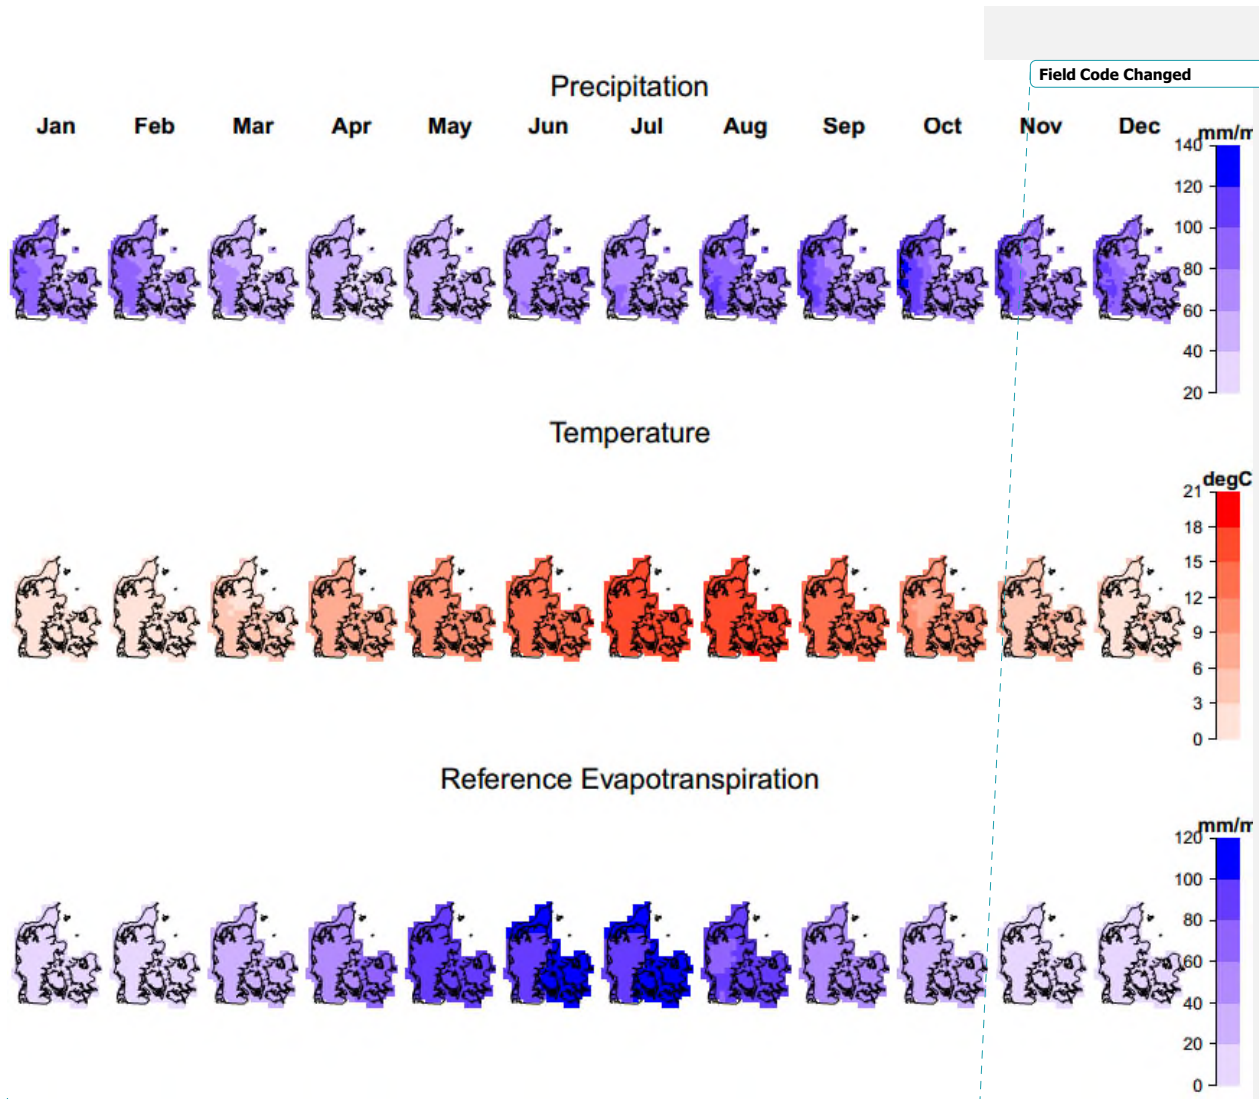 Field Code Changed
Precipitation
Jan Feb Mar Apr May Jun Jul Aug Sep Oct Nov Dec
mm/m
140
120
100
80
60
40
20
Temperature
degC
21
18
15
12
9
6
3
0
Reference Evapotranspiration
mm/m
120
100
80
60
40
20
0